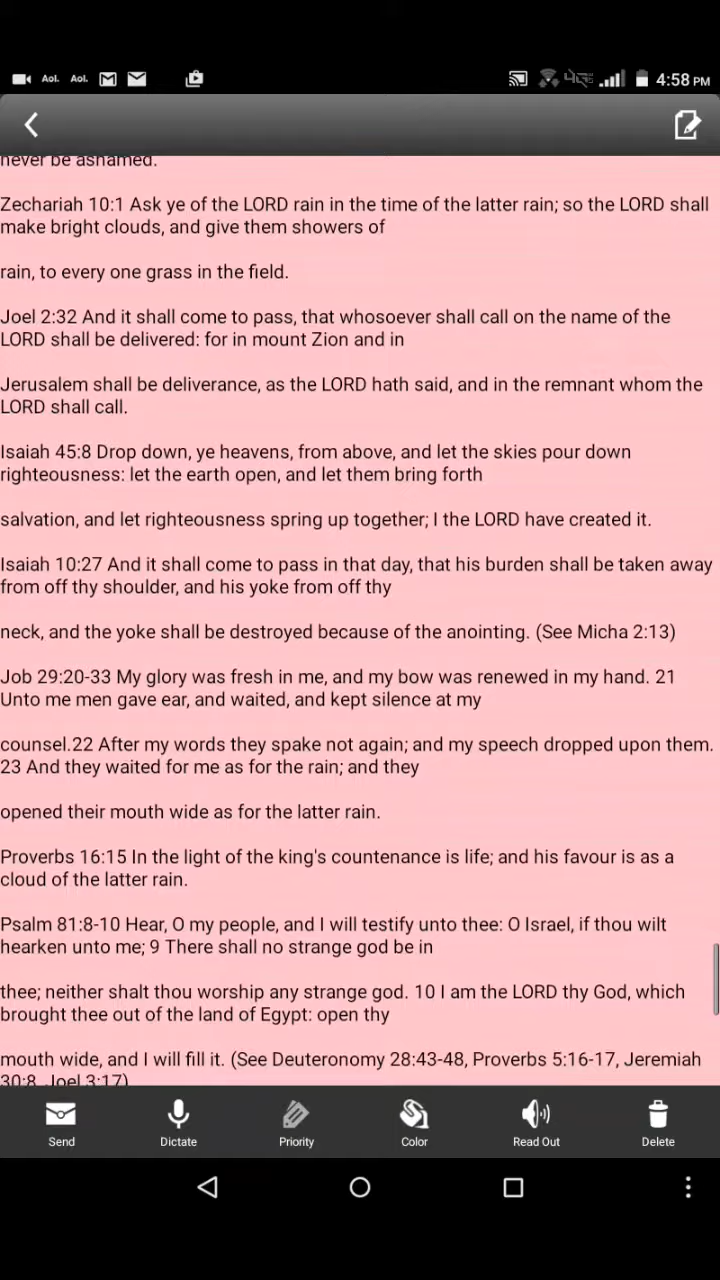 Aol. Aol. 4:58 PM
never be ashamed.
Zechariah 10:1 Ask ye of the LORD rain in the time of the latter rain; so the LORD shall
make bright clouds, and give them showers of
rain, to every one grass in the field.
Joel 2:32 And it shall come to pass, that whosoever shall call on the name of the
LORD shall be delivered: for in mount Zion and in
Jerusalem shall be deliverance, as the LORD hath said, and in the remnant whom the
LORD shall call.
Isaiah 45:8 Drop down, ye heavens, from above, and let the skies pour down
righteousness: let the earth open, and let them bring forth
salvation, and let righteousness spring up together; I the LORD have created it.
Isaiah 10:27 And it shall come to pass in that day, that his burden shall be taken away
from off thy shoulder, and his yoke from off thy
neck, and the yoke shall be destroyed because of the anointing. (See Micha 2:13)
Job 29:20-33 My glory was fresh in me, and my bow was renewed in my hand. 21
Unto me men gave ear, and waited, and kept silence at my
counsel.22 After my words they spake not again; and my speech dropped upon them.
23 And they waited for me as for the rain; and they
opened their mouth wide as for the latter rain.
Proverbs 16:15 In the light of the king's countenance is life; and his favour is as a
cloud of the latter rain.
Psalm 81:8-10 Hear, O my people, and I will testify unto thee: O Israel, if thou wilt
hearken unto me; 9 There shall no strange god be in
thee; neither shalt thou worship any strange god. 10 I am the LORD thy God, which
brought thee out of the land of Egypt: open thy
mouth wide, and I will fill it. (See Deuteronomy 28:43-48, Proverbs 5:16-17, Jeremiah
30:8, Joel 3:17)
Send Dictate Priority Color Read Out Delete